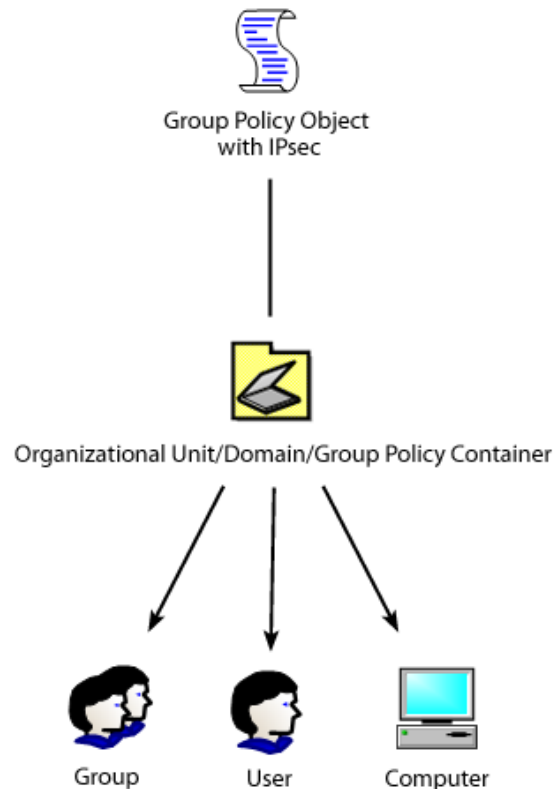 Group Policy Object
with IPsec
Organizational Unit/Domain/Group Policy Container
Group
User
Computer